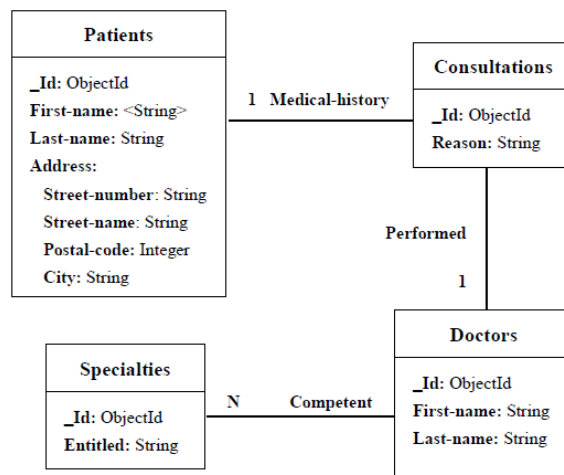 Patients
_Id: ObjectId
First-name: <String>
Last-name: String
Address:
Street-number: String
Street-name: String
Postal-code: Integer
City: String
1 Medical-history
Consultations
_Id: ObjectId
Reason: String
Performed
1
Doctors
_Id: ObjectId
First-name: String
Last-name: String
Specialties
_Id: ObjectId
Entitled: String
N Competent